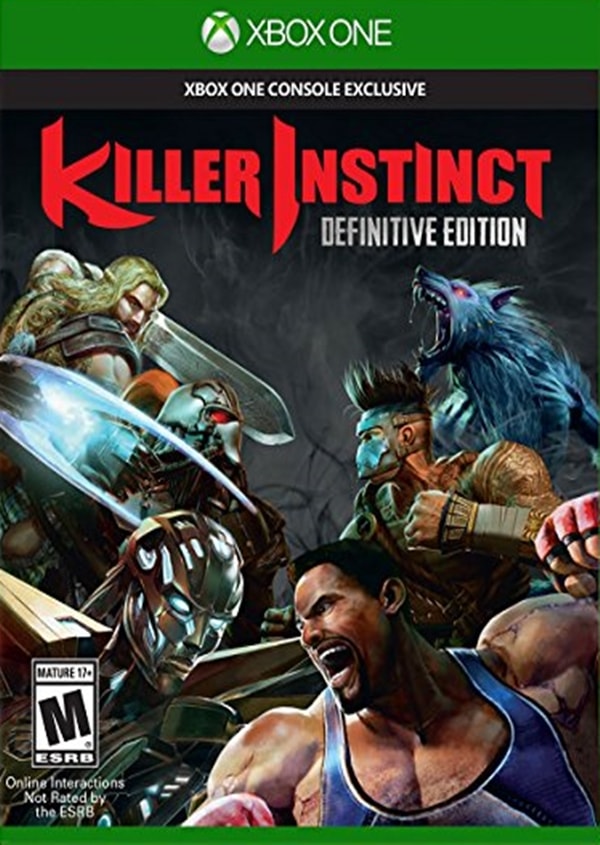 XBOX ONE
XBOX ONE CONSOLE EXCLUSIVE
KILLER INSTINCT
DEFINITIVE EDITION
MATURE 17+
M
®
ESRB
Online Interactions
Not Rated by
the ESRB